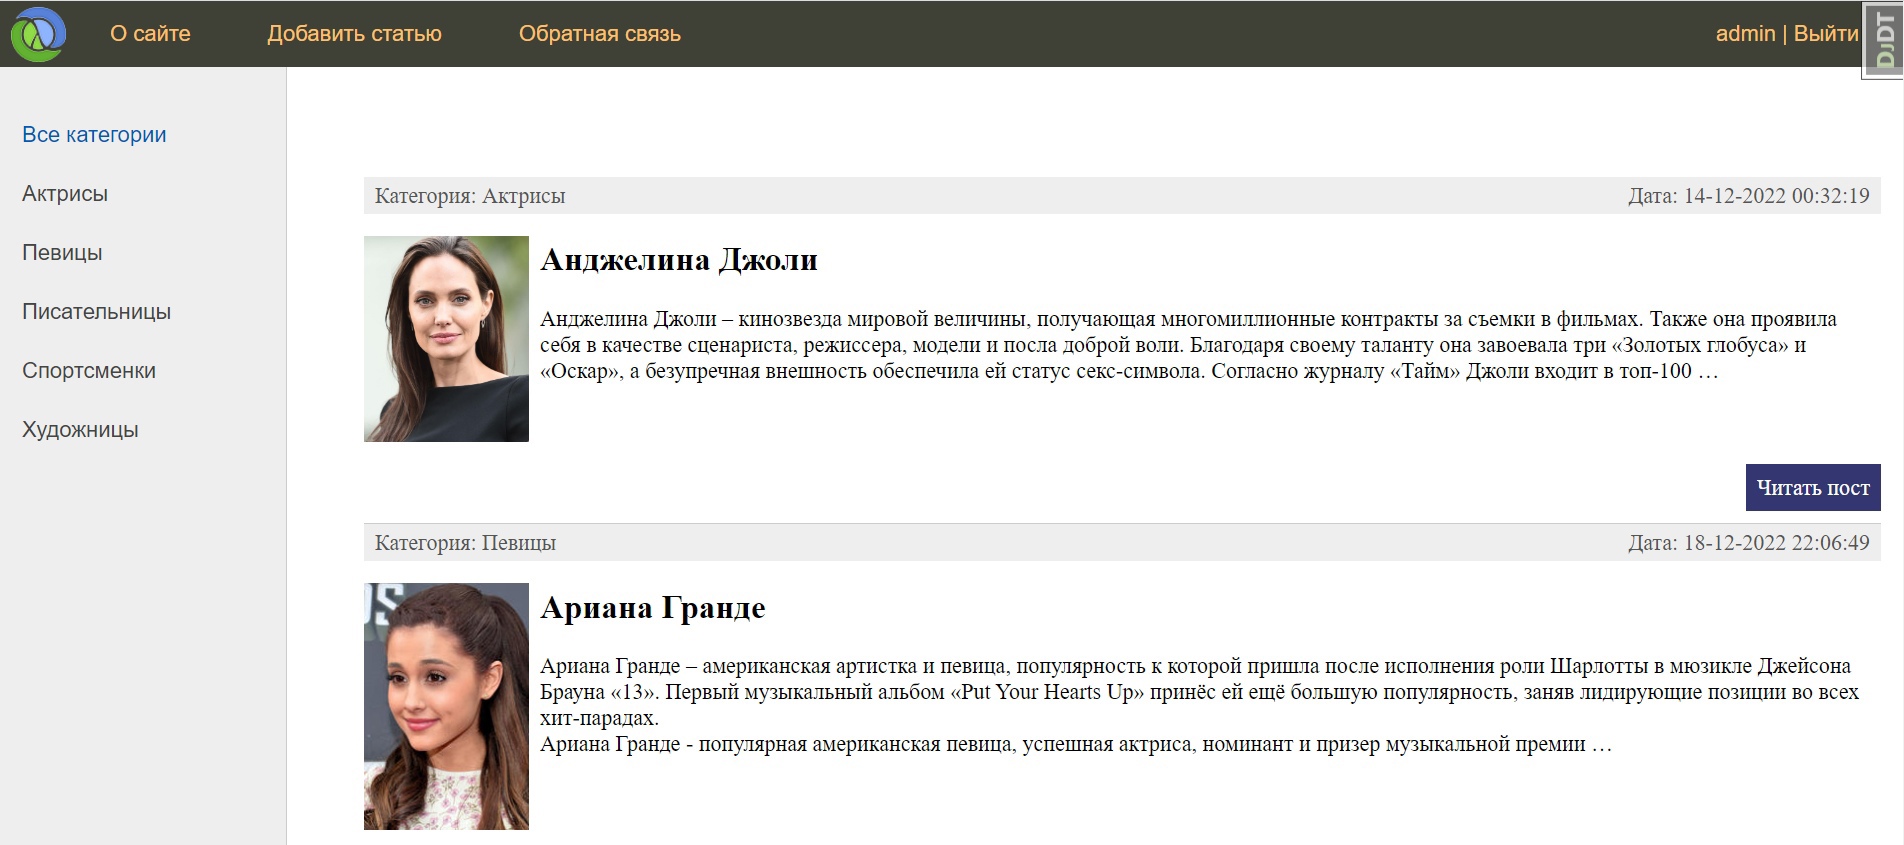 О сайте
Добавить статью
Обратная связь
admin | Выйти
DjDT
Все категории
Актрисы
Певицы
Писательницы
Спортсменки
Художницы
Категория: Актрисы
Дата: 14-12-2022 00:32:19
Анджелина Джоли
Анджелина Джоли – кинозвезда мировой величины, получающая многомиллионные контракты за съемки в фильмах. Также она проявила
себя в качестве сценариста, режиссера, модели и посла доброй воли. Благодаря своему таланту она завоевала три «Золотых глобуса» и
«Оскар», а безупречная внешность обеспечила ей статус секс-символа. Согласно журналу «Тайм» Джоли входит в топ-100 …
Читать пост
Категория: Певицы
Дата: 18-12-2022 22:06:49
Ариана Гранде
Ариана Гранде – американская артистка и певица, популярность к которой пришла после исполнения роли Шарлотты в мюзикле Джейсона
Брауна «13». Первый музыкальный альбом «Put Your Hearts Up» принёс ей ещё большую популярность, заняв лидирующие позиции во всех
хит-парадах.
Ариана Гранде - популярная американская певица, успешная актриса, номинант и призер музыкальной премии …